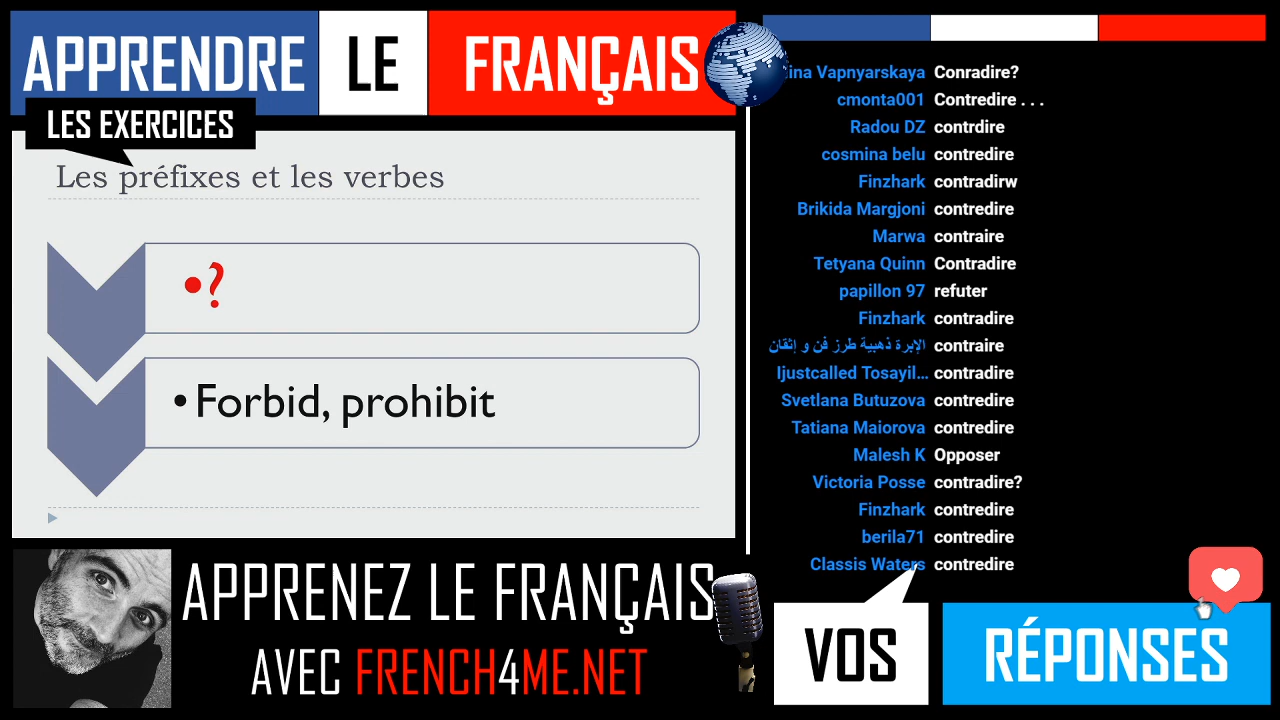 APPRENDRE LE FRANÇAIS
LES EXERCICES
Les préfixes et les verbes
•?
• Forbid, prohibit
APPRENEZ LE FRANÇAIS
AVEC FRENCH4ME.NET
Vapnyarskaya Conradire?
cmonta001 Contredire . . .
Radou DZ contrdire
cosmina belu contredire
Finzhark contradirw
Brikida Margjoni contredire
Marwa contraire
Tetyana Quinn Contradire
papillon 97 refuter
Finzhark contradire
الإبرة ذهبية طرز فن و إتقان contraire
Ijustcalled Tosayil... contradire
Svetlana Butuzova contredire
Tatiana Maiorova contredire
Malesh K Opposer
Victoria Posse contradire?
Finzhark contredire
berila71 contredire
Classis Waters contredire
VOS RÉPONSES